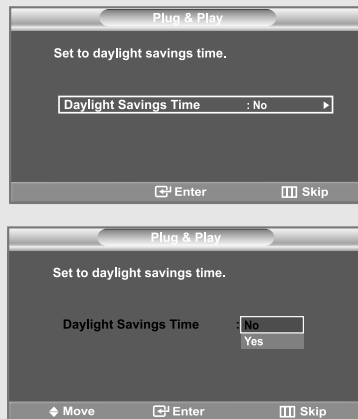 Plug & Play
Set to daylight savings time.
Daylight Savings Time : No
Enter Skip
Plug & Play
Set to daylight savings time.
Daylight Savings Time : No
Yes
Move Enter Skip